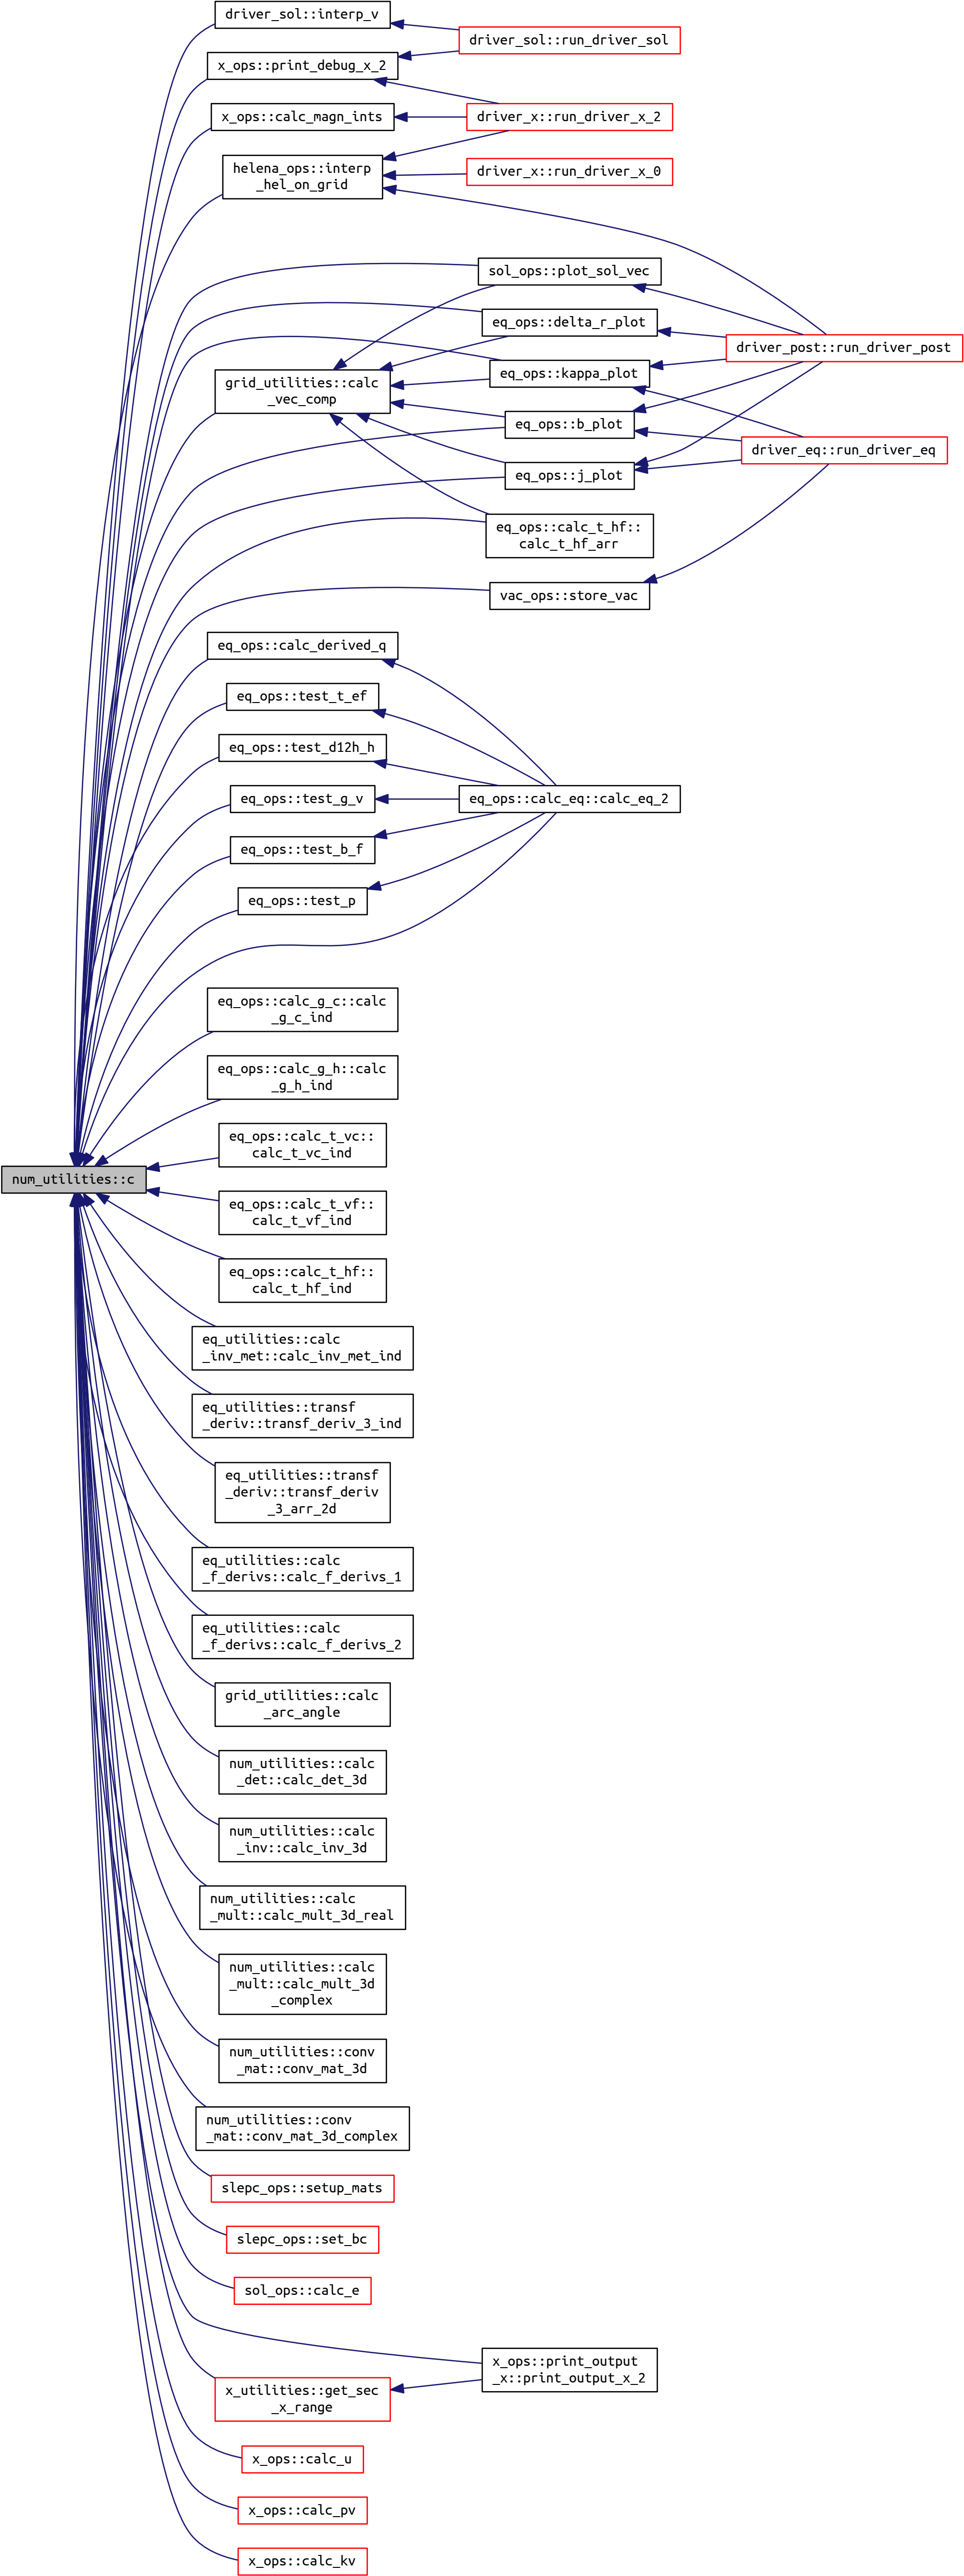 driver_sol::interp_v
driver_sol::run_driver_sol
x_ops::print_debug_x_2
x_ops::calc_magn_ints
driver_x::run_driver_x_2
helena_ops::interp
_hel_on_grid
driver_x::run_driver_x_0
sol_ops::plot_sol_vec
eq_ops::delta_r_plot
driver_post::run_driver_post
eq_ops::kappa_plot
grid_utilities::calc
_vec_comp
eq_ops::b_plot
driver_eq::run_driver_eq
eq_ops::j_plot
eq_ops::calc_t_hf::
calc_t_hf_arr
vac_ops::store_vac
eq_ops::calc_derived_q
eq_ops::test_t_ef
eq_ops::test_d12h_h
eq_ops::test_g_v
eq_ops::calc_eq::calc_eq_2
eq_ops::test_b_f
eq_ops::test_p
eq_ops::calc_g_c::calc
_g_c_ind
eq_ops::calc_g_h::calc
_g_h_ind
eq_ops::calc_t_vc::
calc_t_vc_ind
num_utilities::c
eq_ops::calc_t_vf::
calc_t_vf_ind
eq_ops::calc_t_hf::
calc_t_hf_ind
eq_utilities::calc
_inv_met::calc_inv_met_ind
eq_utilities::transf
_deriv::transf_deriv_3_ind
eq_utilities::transf
_deriv::transf_deriv
_3_arr_2d
eq_utilities::calc
_f_derivs::calc_f_derivs_1
eq_utilities::calc
_f_derivs::calc_f_derivs_2
grid_utilities::calc
_arc_angle
num_utilities::calc
_det::calc_det_3d
num_utilities::calc
_inv::calc_inv_3d
num_utilities::calc
_mult::calc_mult_3d_real
num_utilities::calc
_mult::calc_mult_3d
_complex
num_utilities::conv
_mat::conv_mat_3d
num_utilities::conv
_mat::conv_mat_3d_complex
slepc_ops::setup_mats
slepc_ops::set_bc
sol_ops::calc_e
x_ops::print_output
_x::print_output_x_2
x_utilities::get_sec
_x_range
x_ops::calc_u
x_ops::calc_pv
x_ops::calc_kv